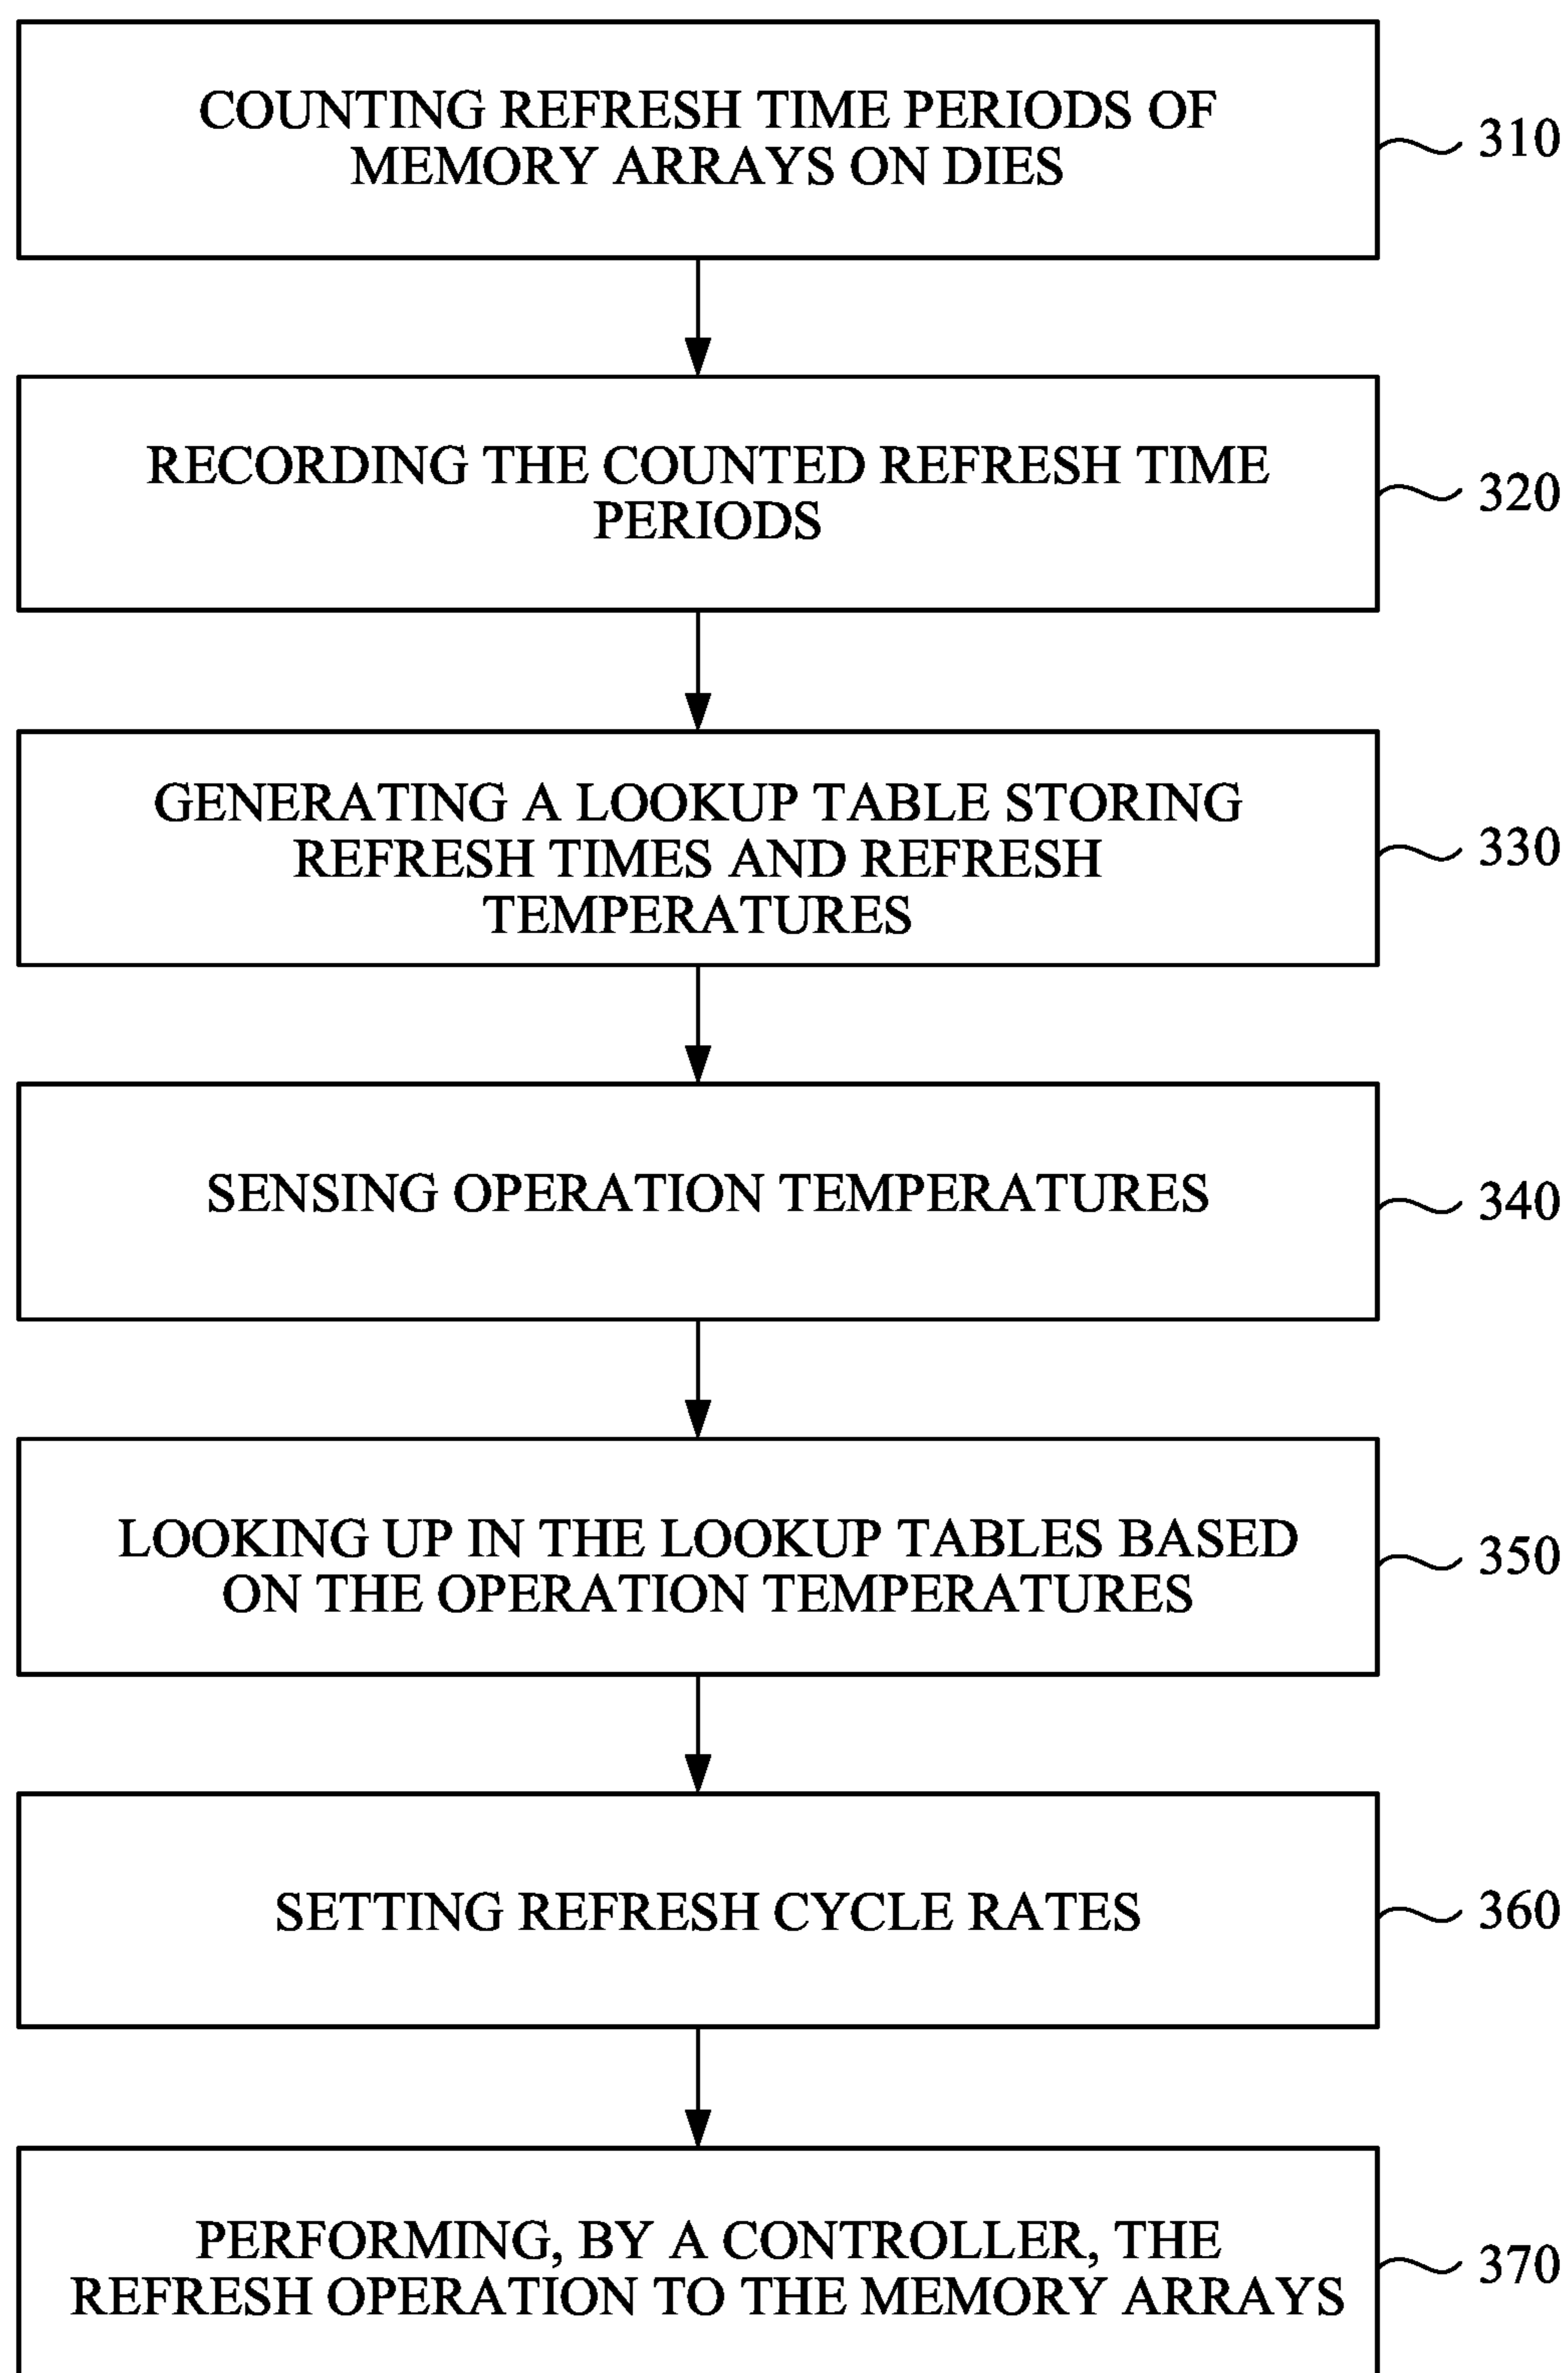 COUNTING REFRESH TIME PERIODS OF
MEMORY ARRAYS ON DIES
310
RECORDING THE COUNTED REFRESH TIME
PERIODS
320
GENERATING A LOOKUP TABLE STORING
REFRESH TIMES AND REFRESH
TEMPERATURES
330
SENSING OPERATION TEMPERATURES
340
LOOKING UP IN THE LOOKUP TABLES BASED
ON THE OPERATION TEMPERATURES
350
SETTING REFRESH CYCLE RATES
360
PERFORMING, BY A CONTROLLER, THE
REFRESH OPERATION TO THE MEMORY ARRAYS
370